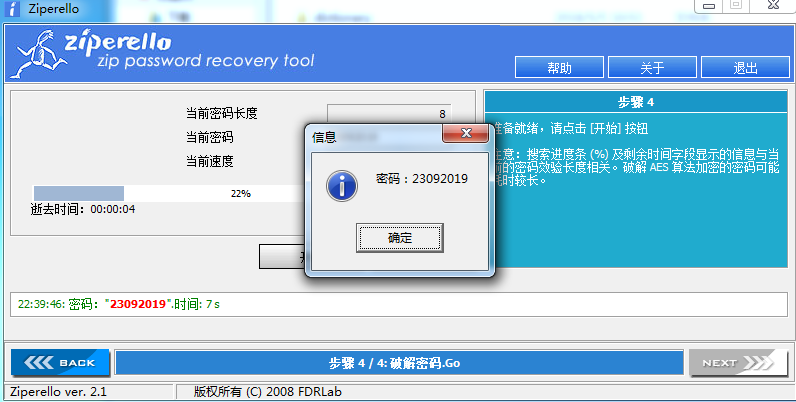 Ziperello
ziperello
zip password recovery tool
帮助
关于
退出
当前密码长度
8
当前密码
当前速度
22%
逝去时间：00:00:04
信息
密码：23092019
确定
步骤 4
准备就绪，请点击 [开始] 按钮
注意：搜索进度条 (%) 及剩余时间字段显示的信息与当
前的密码效验长度相关。破解 AES 算法加密的密码可能
耗时较长。
22:39:46: 密码："23092019".时间: 7 s
BACK
步骤 4 / 4: 破解密码.Go
NEXT
Ziperello ver. 2.1
版权所有 (C) 2008 FDRLab